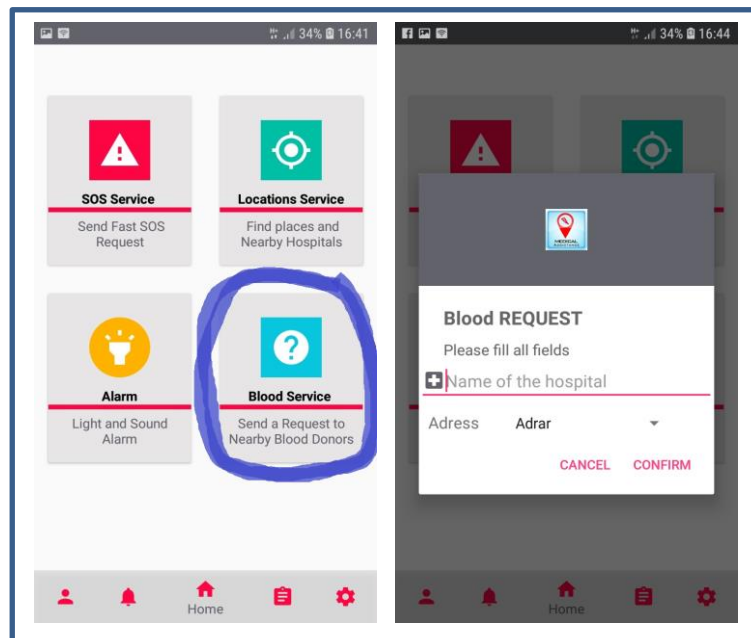 34% 16:41
SOS Service
Send Fast SOS
Request
Locations Service
Find places and
Nearby Hospitals
Alarm
Light and Sound
Alarm
Blood Service
Send a Request to
Nearby Blood Donors
Home
34% 16:44
MEDICAL
Blood REQUEST
Please fill all fields
Name of the hospital
Adress Adrar
CANCEL CONFIRM
Home